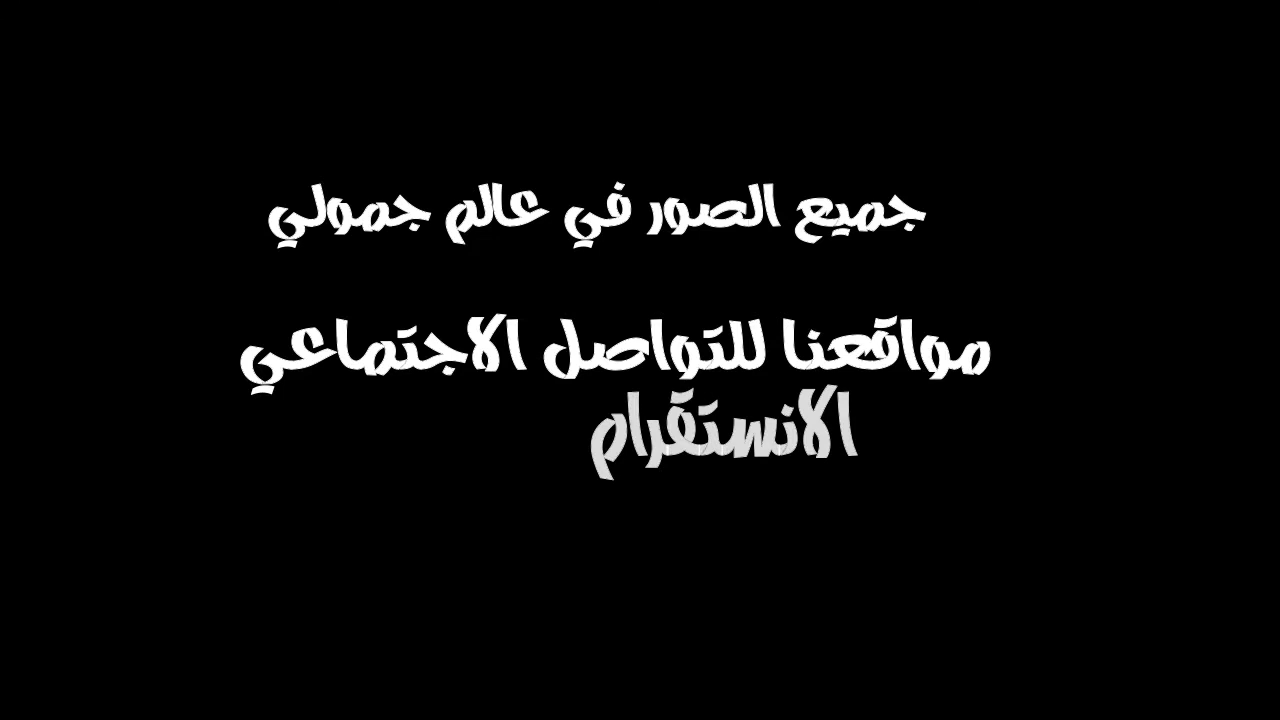 جميع الصور في عالم جمولي
مواقعنا للتواصل الاجتماعي
الانستقرام